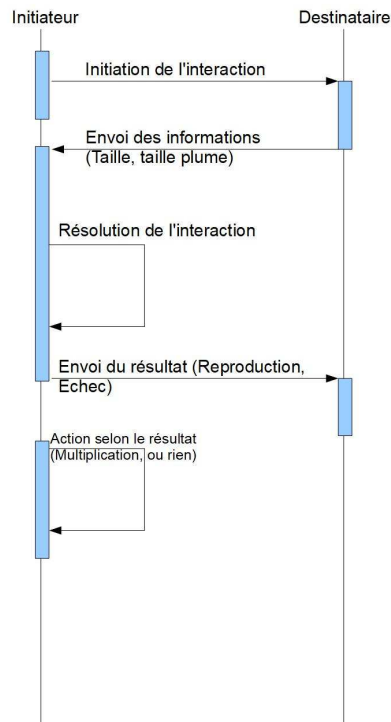 Initiateur
Destinataire
Initiation de l'interaction
Envoi des informations
(Taille, taille plume)
Résolution de l'interaction
Envoi du résultat (Reproduction,
Echec)
Action selon le résultat
(Multiplication, ou rien)